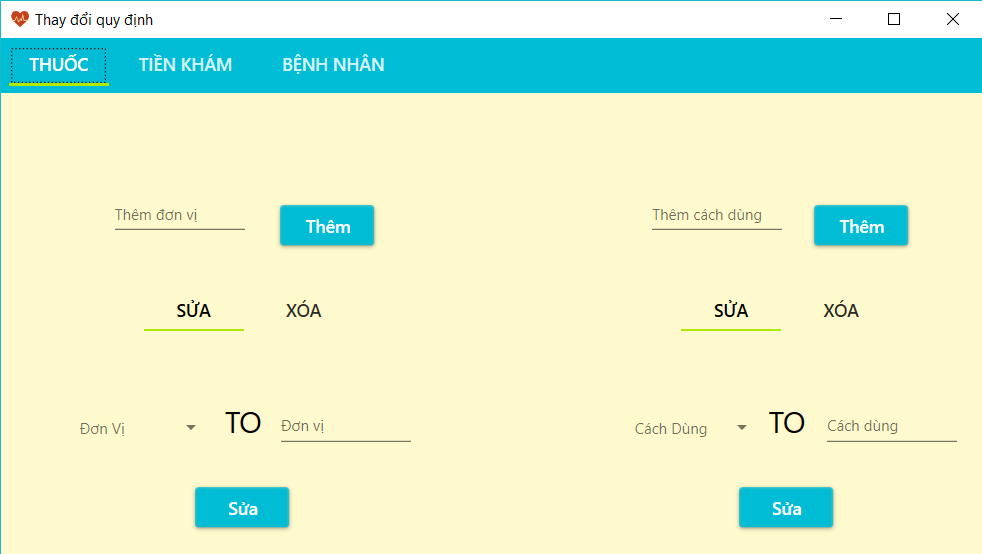 Thay đổi quy định
THUỐC TIỀN KHÁM BỆNH NHÂN
Thêm đơn vị Thêm
Thêm cách dùng Thêm
SỬA XÓA
SỬA XÓA
Đơn Vị TO Đơn vị
Cách Dùng TO Cách dùng
Sửa
Sửa